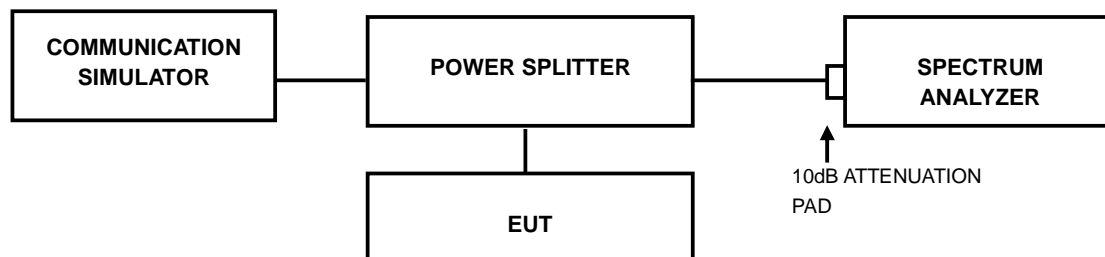 COMMUNICATION
SIMULATOR
POWER SPLITTER
SPECTRUM
ANALYZER
10dB ATTENUATION
PAD
EUT